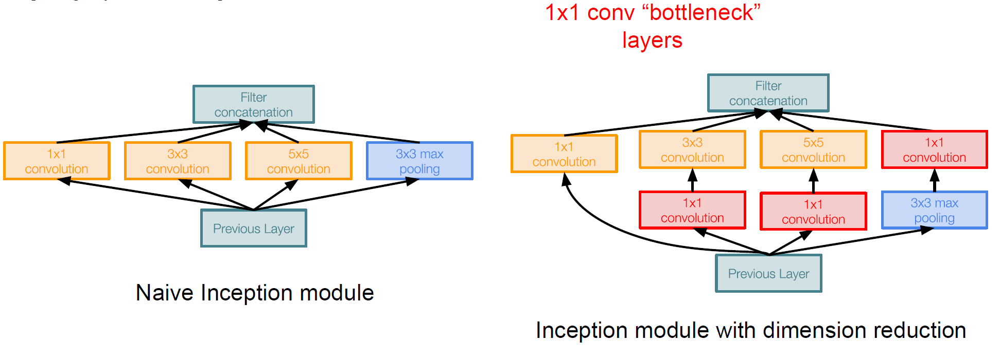 1x1 conv “bottleneck”
layers
Filter
concatenation
1x1
convolution
3x3
convolution
5x5
convolution
3x3 max
pooling
Previous Layer
Naive Inception module
Filter
concatenation
1x1
convolution
3x3
convolution
5x5
convolution
1x1
convolution
1x1
convolution
1x1
convolution
3x3 max
pooling
Previous Layer
Inception module with dimension reduction